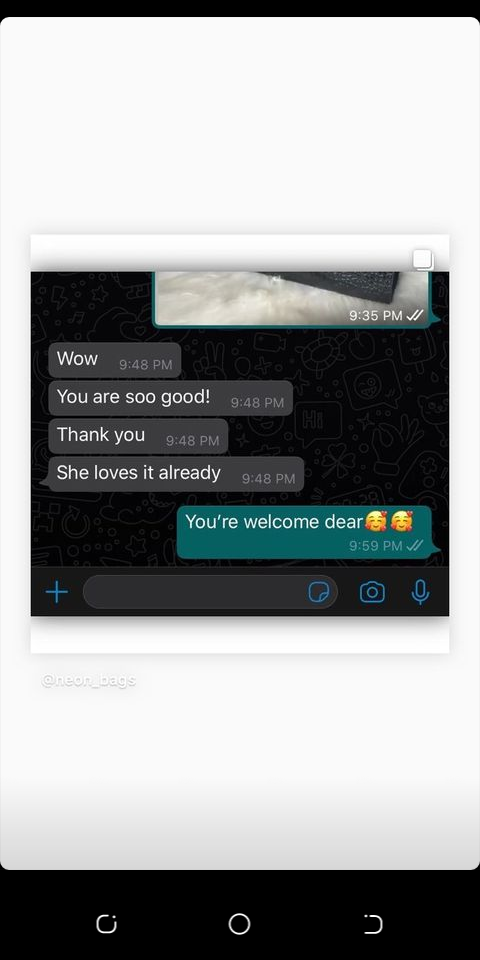 9:35 PM
Wow 9:48 PM
You are soo good! 9:48 PM
Thank you 9:48 PM
She loves it already 9:48 PM
You're welcome dear🥰🥰
9:59 PM
@neon_bags